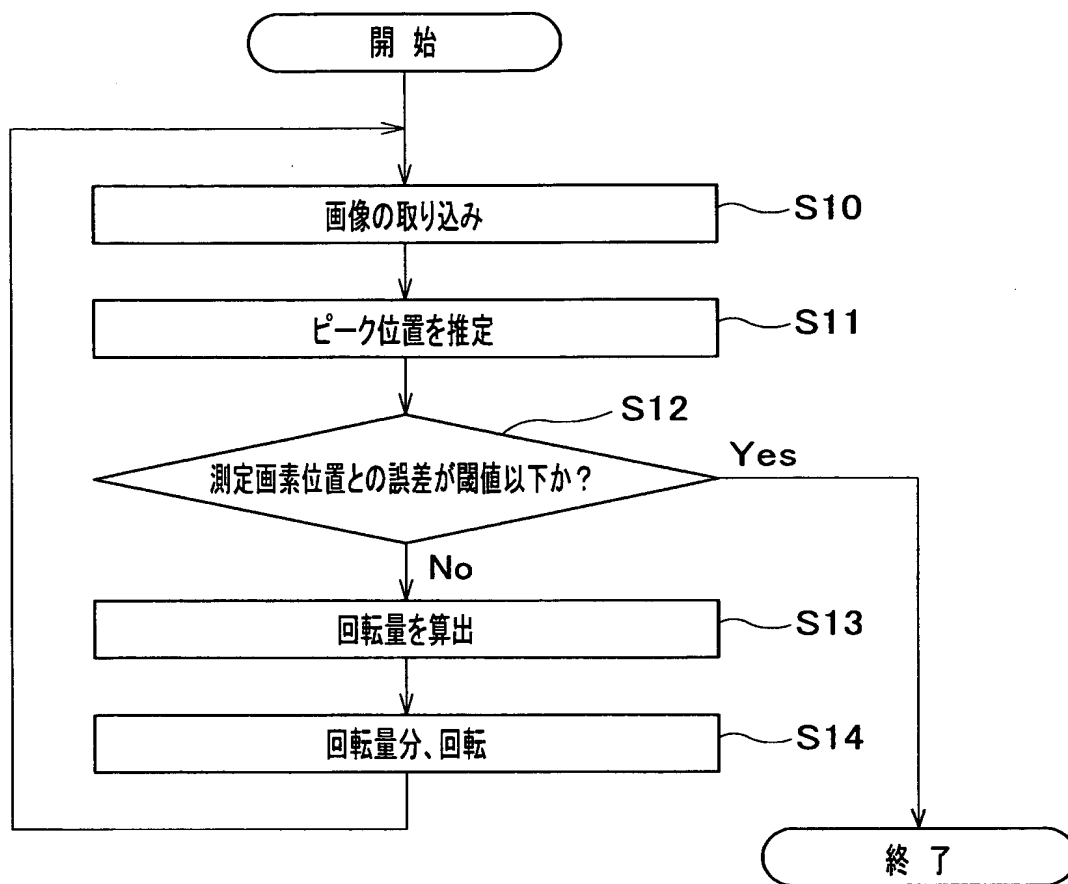 開 始
画像の取り込み
S10
ピーク位置を推定
S11
S12
測定画素位置との誤差が閾値以下か?
Yes
No
回転量を算出
S13
回転量分、回転
S14
終 了